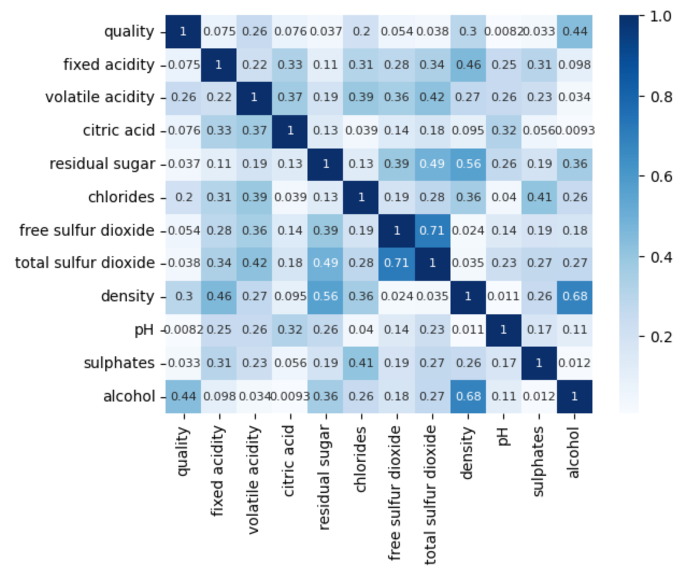 quality 1 0.075 0.26 0.076 0.037 0.2 0.054 0.038 0.3 0.0082 0.033 0.44
fixed acidity 0.075 1 0.22 0.33 0.11 0.31 0.28 0.34 0.46 0.25 0.31 0.098
volatile acidity 0.26 0.22 1 0.37 0.19 0.39 0.36 0.42 0.27 0.26 0.23 0.034
citric acid 0.076 0.33 0.37 1 0.13 0.039 0.14 0.18 0.095 0.32 0.056 0.0093
residual sugar 0.037 0.11 0.19 0.13 1 0.13 0.39 0.49 0.56 0.26 0.19 0.36
chlorides 0.2 0.31 0.39 0.039 0.13 1 0.19 0.28 0.36 0.04 0.41 0.26
free sulfur dioxide 0.054 0.28 0.36 0.14 0.39 0.19 1 0.71 0.024 0.14 0.19 0.18
total sulfur dioxide 0.038 0.34 0.42 0.18 0.49 0.28 0.71 1 0.035 0.23 0.27 0.27
density 0.3 0.46 0.27 0.095 0.56 0.36 0.024 0.035 1 0.011 0.26 0.68
pH 0.0082 0.25 0.26 0.32 0.26 0.04 0.14 0.23 0.011 1 0.17 0.11
sulphates 0.033 0.31 0.23 0.056 0.19 0.41 0.19 0.27 0.26 0.17 1 0.012
alcohol 0.44 0.098 0.034 0.0093 0.36 0.26 0.18 0.27 0.68 0.11 0.012 1
quality
fixed acidity
volatile acidity
citric acid
residual sugar
chlorides
free sulfur dioxide
total sulfur dioxide
density
pH
sulphates
alcohol
1.0
0.8
0.6
0.4
0.2